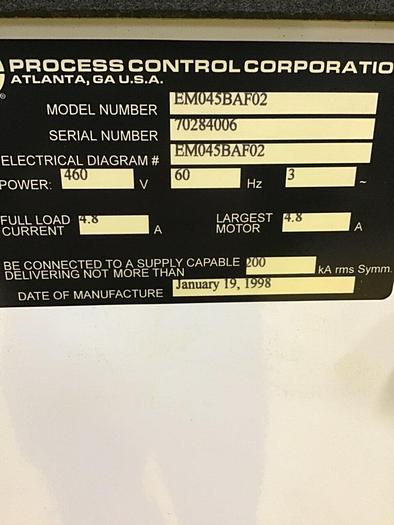 PROCESS CONTROL CORPORATIO
ATLANTA, GA U.S.A.
®
MODEL NUMBER EM045BAF02
SERIAL NUMBER 70284006
ELECTRICAL DIAGRAM # EM045BAF02
POWER: 460 V 60 Hz 3 ~
FULL LOAD CURRENT 4.8 A LARGEST MOTOR 4.8 A
BE CONNECTED TO A SUPPLY CAPABLE
DELIVERING NOT MORE THAN 200 kA rms Symm.
DATE OF MANUFACTURE January 19, 1998